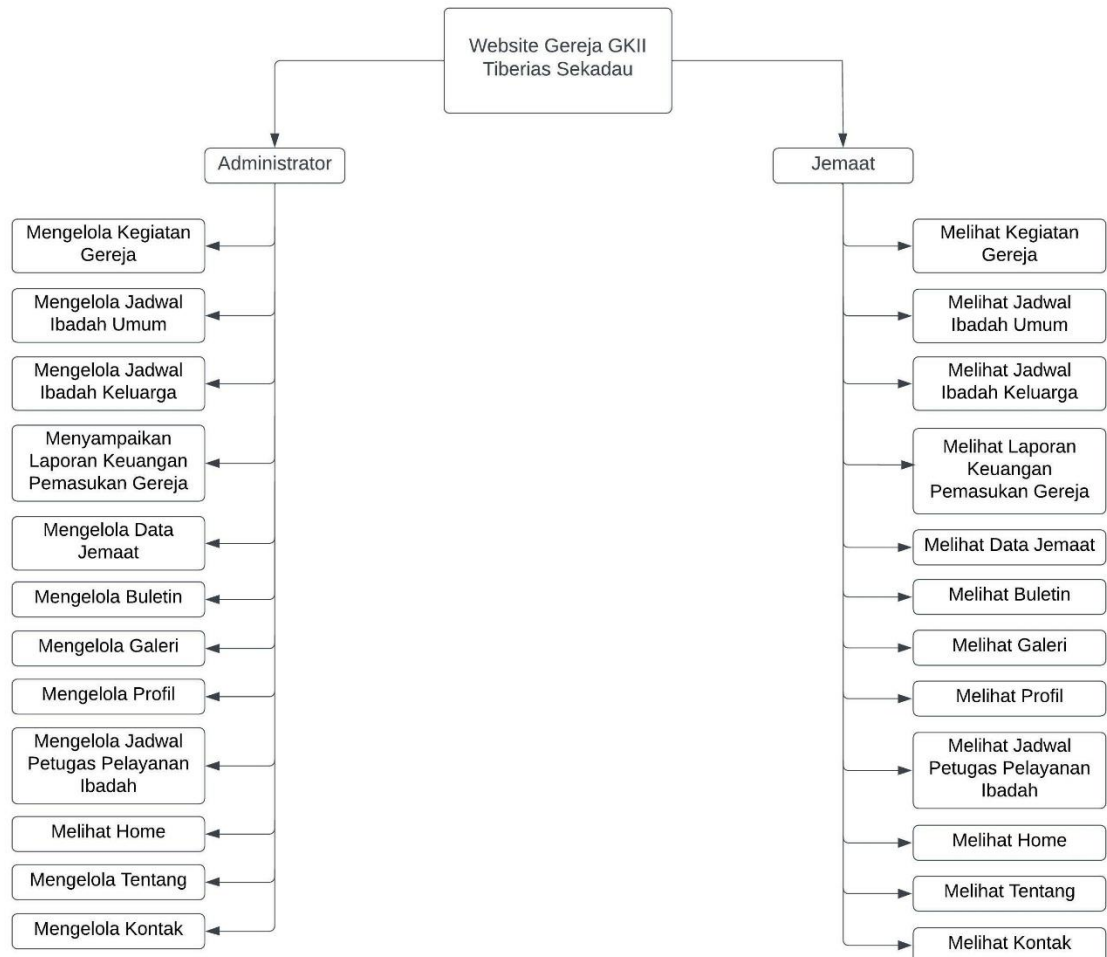 Website Gereja GKII
Tiberias Sekadau
Administrator
Mengelola Kegiatan
Gereja
Mengelola Jadwal
Ibadah Umum
Mengelola Jadwal
Ibadah Keluarga
Menyampaikan
Laporan Keuangan
Pemasukan Gereja
Mengelola Data
Jemaat
Mengelola Buletin
Mengelola Galeri
Mengelola Profil
Mengelola Jadwal
Petugas Pelayanan
Ibadah
Melihat Home
Mengelola Tentang
Mengelola Kontak
Jemaat
Melihat Kegiatan
Gereja
Melihat Jadwal
Ibadah Umum
Melihat Jadwal
Ibadah Keluarga
Melihat Laporan
Keuangan
Pemasukan Gereja
Melihat Data Jemaat
Melihat Buletin
Melihat Galeri
Melihat Profil
Melihat Jadwal
Petugas Pelayanan
Ibadah
Melihat Home
Melihat Tentang
Melihat Kontak